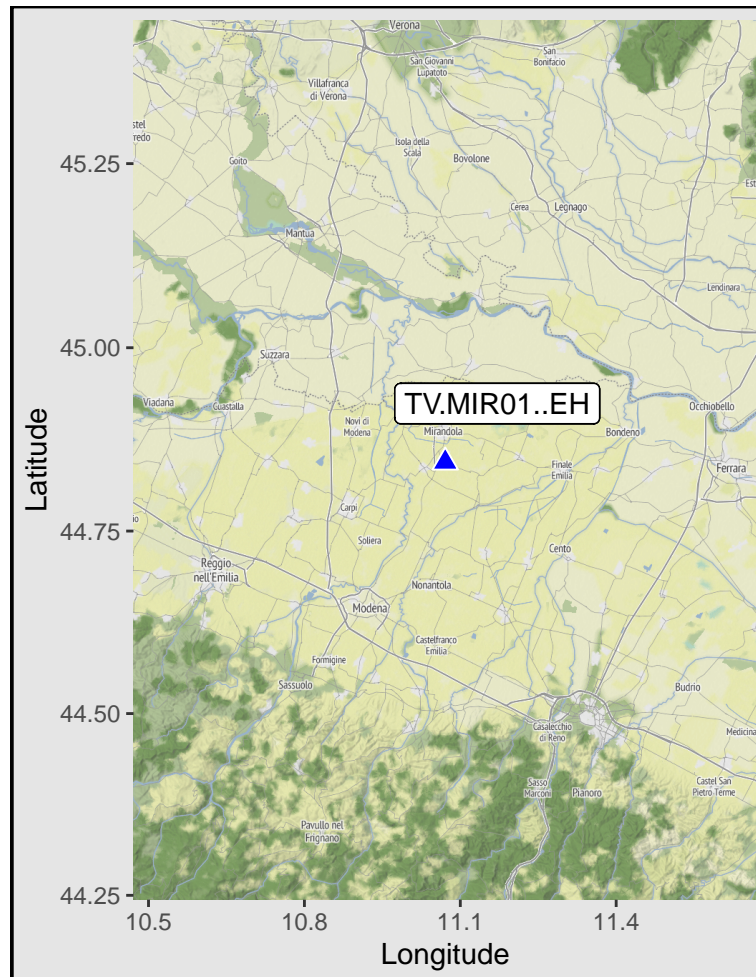 Verona
San Giovanni
Lupatoto
San
Bonifacio
Villafranca
di Verona
stel
redo
Isola della
Scala
Bovolone
Goito
Cerea
Legnago
Mantua
Lendinara
Suzzara
Viadana
Guastalla
TV.MIR01..EH
Occhiobello
Novi di
Modena
Mirandola
Bondeno
Finale
Emilia
Ferrara
Carpi
Soliera
Cento
Reggio
nell'Emilia
Nonantola
Modena
Castelfranco
Emilia
Formigine
Sassuolo
Budrio
Casalecchio
di Reno
Medicina
Sasso
Marconi
Pianoro
Castel San
Pietro Terme
Pavullo nel
Frignano
45.25
45.00
44.75
44.50
44.25
Latitude
10.5
10.8
11.1
11.4
Longitude